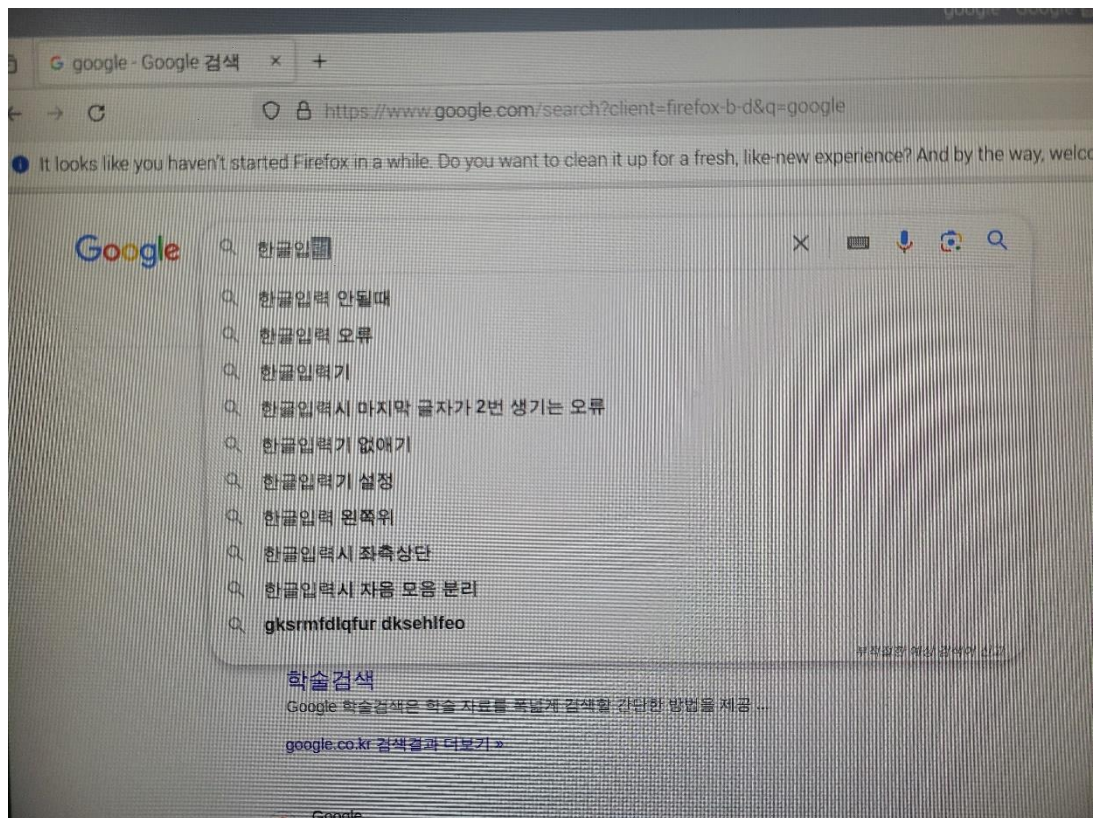 google - Google 검색
https://www.google.com/search?client=firefox-b-d&q=google
It looks like you haven't started Firefox in a while. Do you want to clean it up for a fresh, like-new experience? And by the way, welco
Google
한글입력
한글입력 안될때
한글입력 오류
한글입력기
한글입력시 마지막 글자가 2번 생기는 오류
한글입력기 없애기
한글입력기 설정
한글입력 왼쪽위
한글입력시 좌측상단
한글입력시 자음 모음 분리
gksrmfdlqfur dksehlfeo
부적절한 예상 검색어 신고
학술검색
Google 학술검색은 학술 자료를 폭넓게 검색할 간단한 방법을 제공 ...
google.co.kr 검색결과 더보기 »
Google